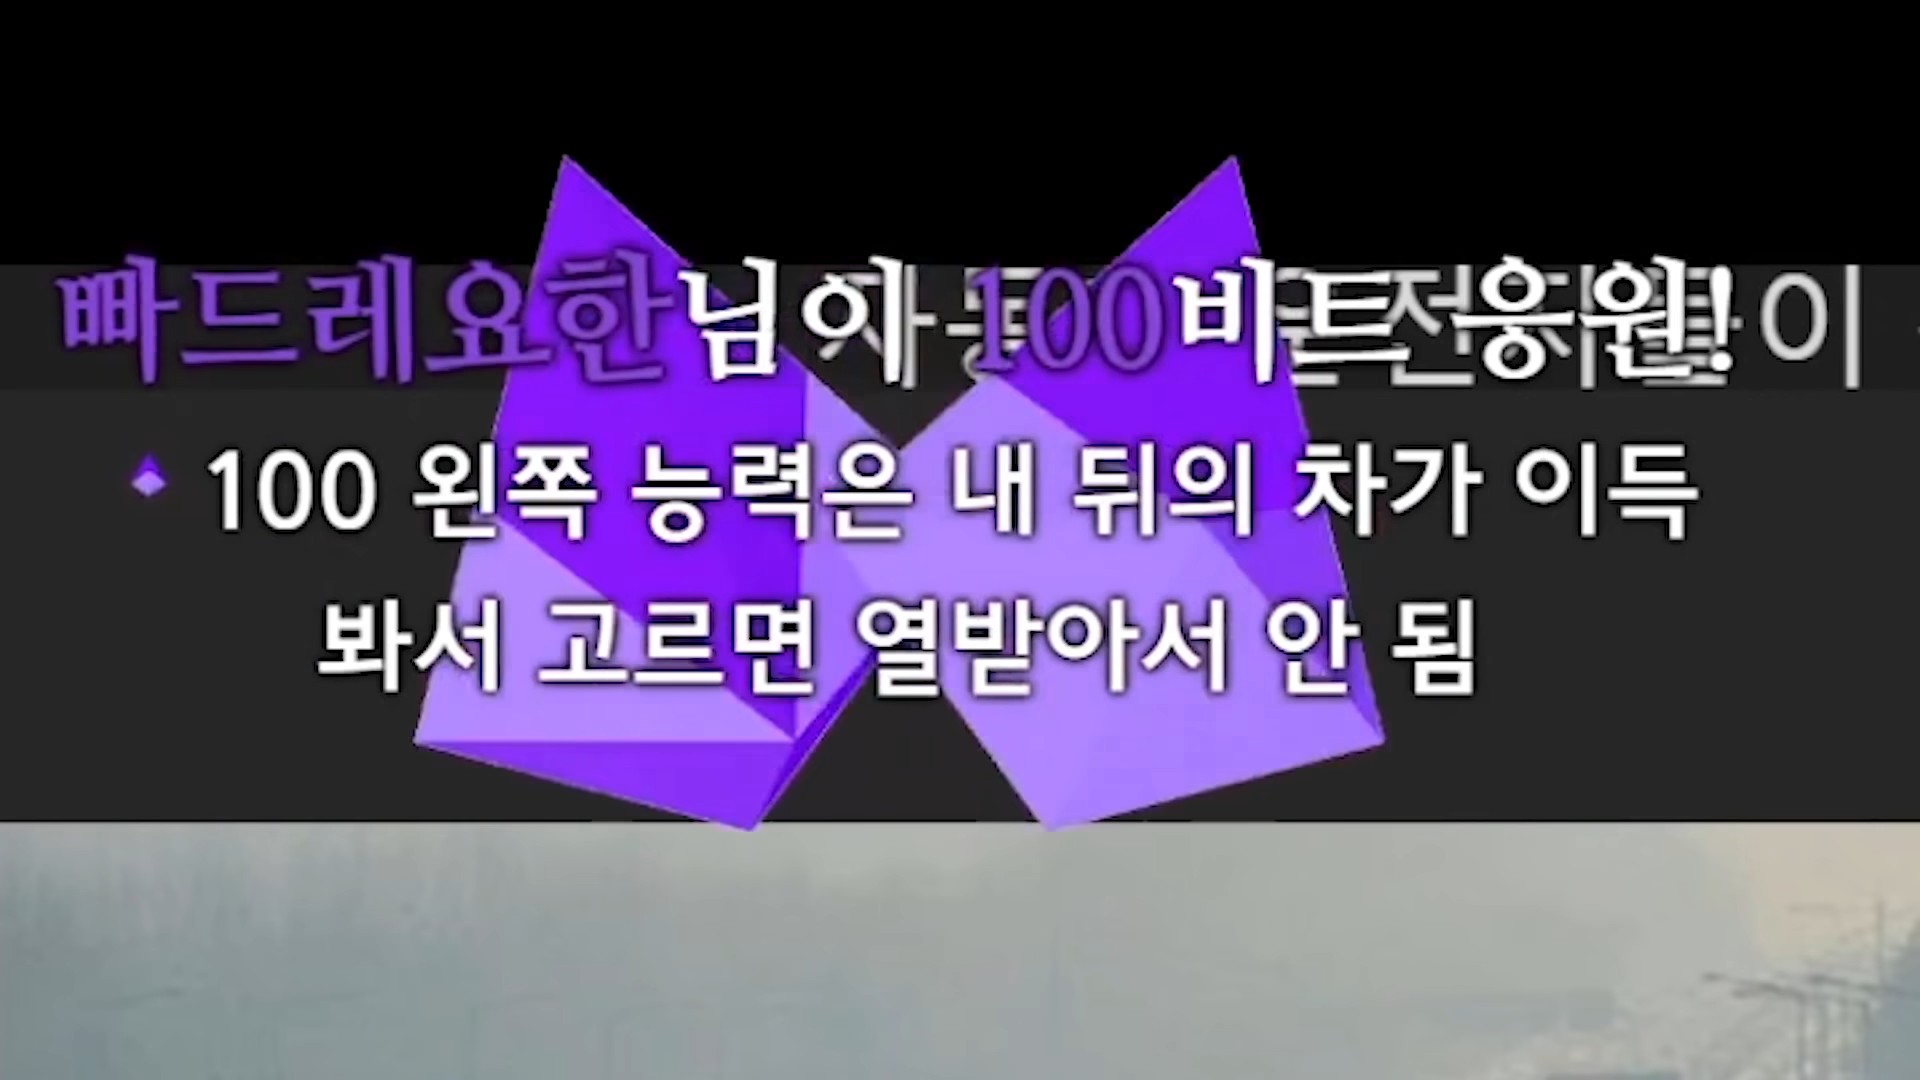 빠드레요한님이 100비트 응원!
100 왼쪽 능력은 내 뒤의 차가 이득
봐서 고르면 열받아서 안 됨